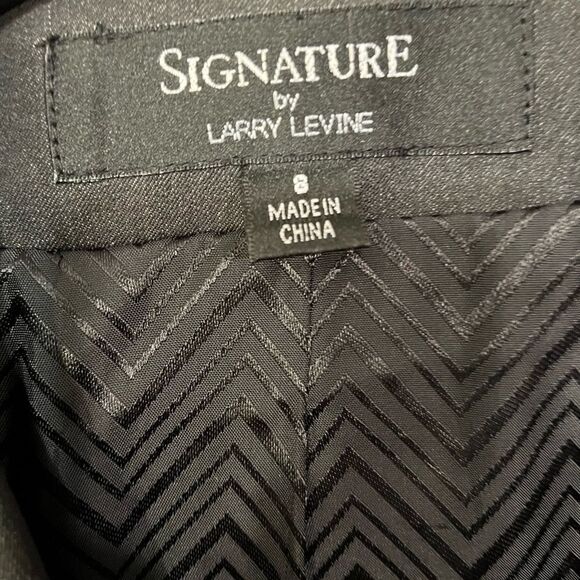 SIGNATURE
by
LARRY LEVINE
8
MADE IN
CHINA